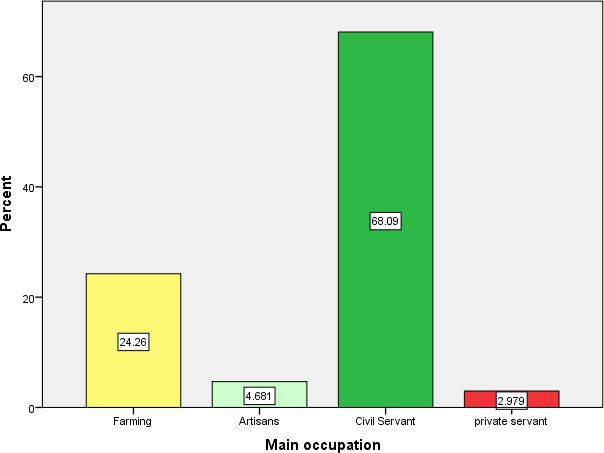 Percent
60
40
20
0
24.26
4.681
68.09
2.979
Farming
Artisans
Civil Servant
private servant
Main occupation